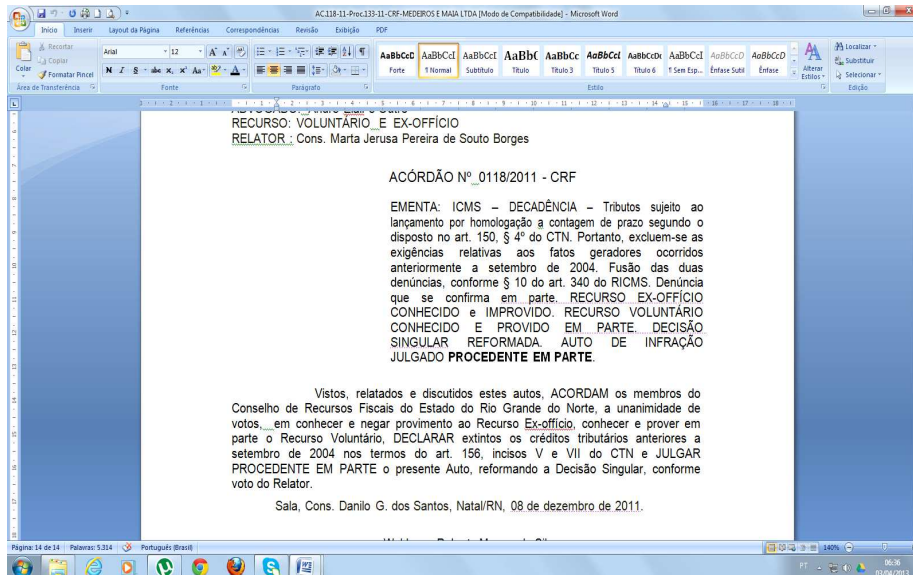 AC.118-11-Proc.133-11-CRF-MEDEIROS E MAIA LTDA [Modo de Compatibilidade] - Microsoft Word
Início Inserir Layout da Página Referências Correspondências Revisão Exibição PDF
Recortar
Copiar
Colar
Formatar Pincel
Área de Transferência
Arial 12
N I S abe x, x² Aa
Fonte
Parágrafo
AaBbCcD AaBbCcI AaBbCcI AaBbC AaBbCc AaBbCcI AaBbCcDc AaBbCcI AaBbCcD AaBbCcD
Forte ¶ Normal Subtítulo Título Título 3 Título 5 Título 6 ¶ Sem Esp... Ênfase Sutil Ênfase
Estilo
Alterar Estilos
Localizar
Substituir
Selecionar
Edição
RECURSO: VOLUNTÁRIO E EX-OFFÍCIO
RELATOR : Cons. Marta Jerusa Pereira de Souto Borges
ACÓRDÃO Nº 0118/2011 - CRF
EMENTA: ICMS – DECADÊNCIA – Tributos sujeito ao
lançamento por homologação a contagem de prazo segundo o
disposto no art. 150, § 4º do CTN. Portanto, excluem-se as
exigências relativas aos fatos geradores ocorridos
anteriormente a setembro de 2004. Fusão das duas
denúncias, conforme § 10 do art. 340 do RICMS. Denúncia
que se confirma em parte. RECURSO EX-OFFÍCIO
CONHECIDO e IMPROVIDO. RECURSO VOLUNTÁRIO
CONHECIDO E PROVIDO EM PARTE. DECISÃO
SINGULAR REFORMADA. AUTO DE INFRAÇÃO
JULGADO PROCEDENTE EM PARTE.
Vistos, relatados e discutidos estes autos, ACORDAM os membros do
Conselho de Recursos Fiscais do Estado do Rio Grande do Norte, a unanimidade de
votos, em conhecer e negar provimento ao Recurso Ex-offício, conhecer e prover em
parte o Recurso Voluntário, DECLARAR extintos os créditos tributários anteriores a
setembro de 2004 nos termos do art. 156, incisos V e VII do CTN e JULGAR
PROCEDENTE EM PARTE o presente Auto, reformando a Decisão Singular, conforme
voto do Relator.
Sala, Cons. Danilo G. dos Santos, Natal/RN, 08 de dezembro de 2011.
Página: 14 de 14 Palavras: 5.314 Português (Brasil) 140%
PT 06:36
03/04/2013